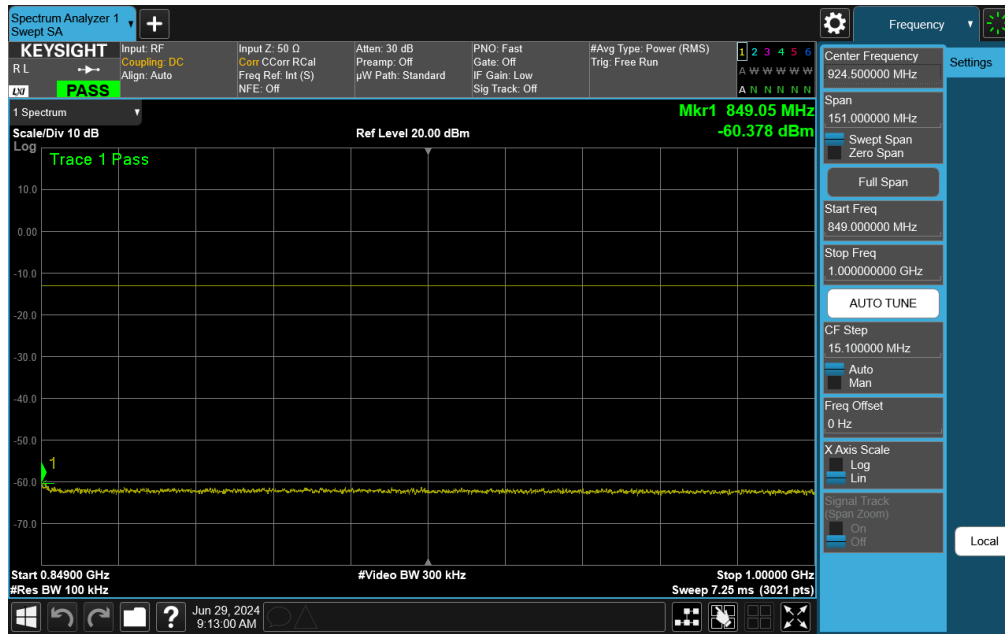 Spectrum Analyzer 1
Swept SA
Frequency
KEYSIGHT
R L
LXI
PASS
Input: RF
Coupling: DC
Align: Auto
Input Z: 50 Ω
Corr CCorr RCal
Freq Ref: Int (S)
NFE: Off
Atten: 30 dB
Preamp: Off
µW Path: Standard
PNO: Fast
Gate: Off
IF Gain: Low
Sig Track: Off
#Avg Type: Power (RMS)
Trig: Free Run
1 2 3 4 5 6
A W W W W W
A N N N N N
1 Spectrum
Mkr1 849.05 MHz
-60.378 dBm
Scale/Div 10 dB
Ref Level 20.00 dBm
Log
Trace 1 Pass
10.0
0.00
-10.0
-20.0
-30.0
-40.0
-50.0
-60.0
-70.0
1
Start 0.84900 GHz
#Video BW 300 kHz
Stop 1.00000 GHz
#Res BW 100 kHz
Sweep 7.25 ms (3021 pts)
Center Frequency
924.500000 MHz
Span
151.000000 MHz
Swept Span
Zero Span
Full Span
Start Freq
849.000000 MHz
Stop Freq
1.000000000 GHz
AUTO TUNE
CF Step
15.100000 MHz
Auto
Man
Freq Offset
0 Hz
X Axis Scale
Log
Lin
Signal Track
(Span Zoom)
On
Off
Settings
Local
?
Jun 29, 2024
9:13:00 AM